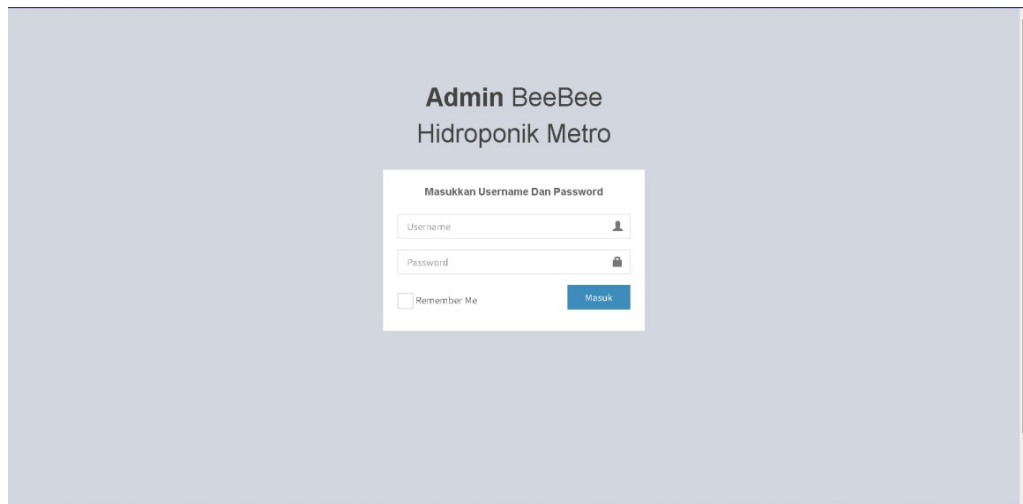 Admin BeeBee
Hidroponik Metro
Masukkan Username Dan Password
Username
Password
Remember Me
Masuk